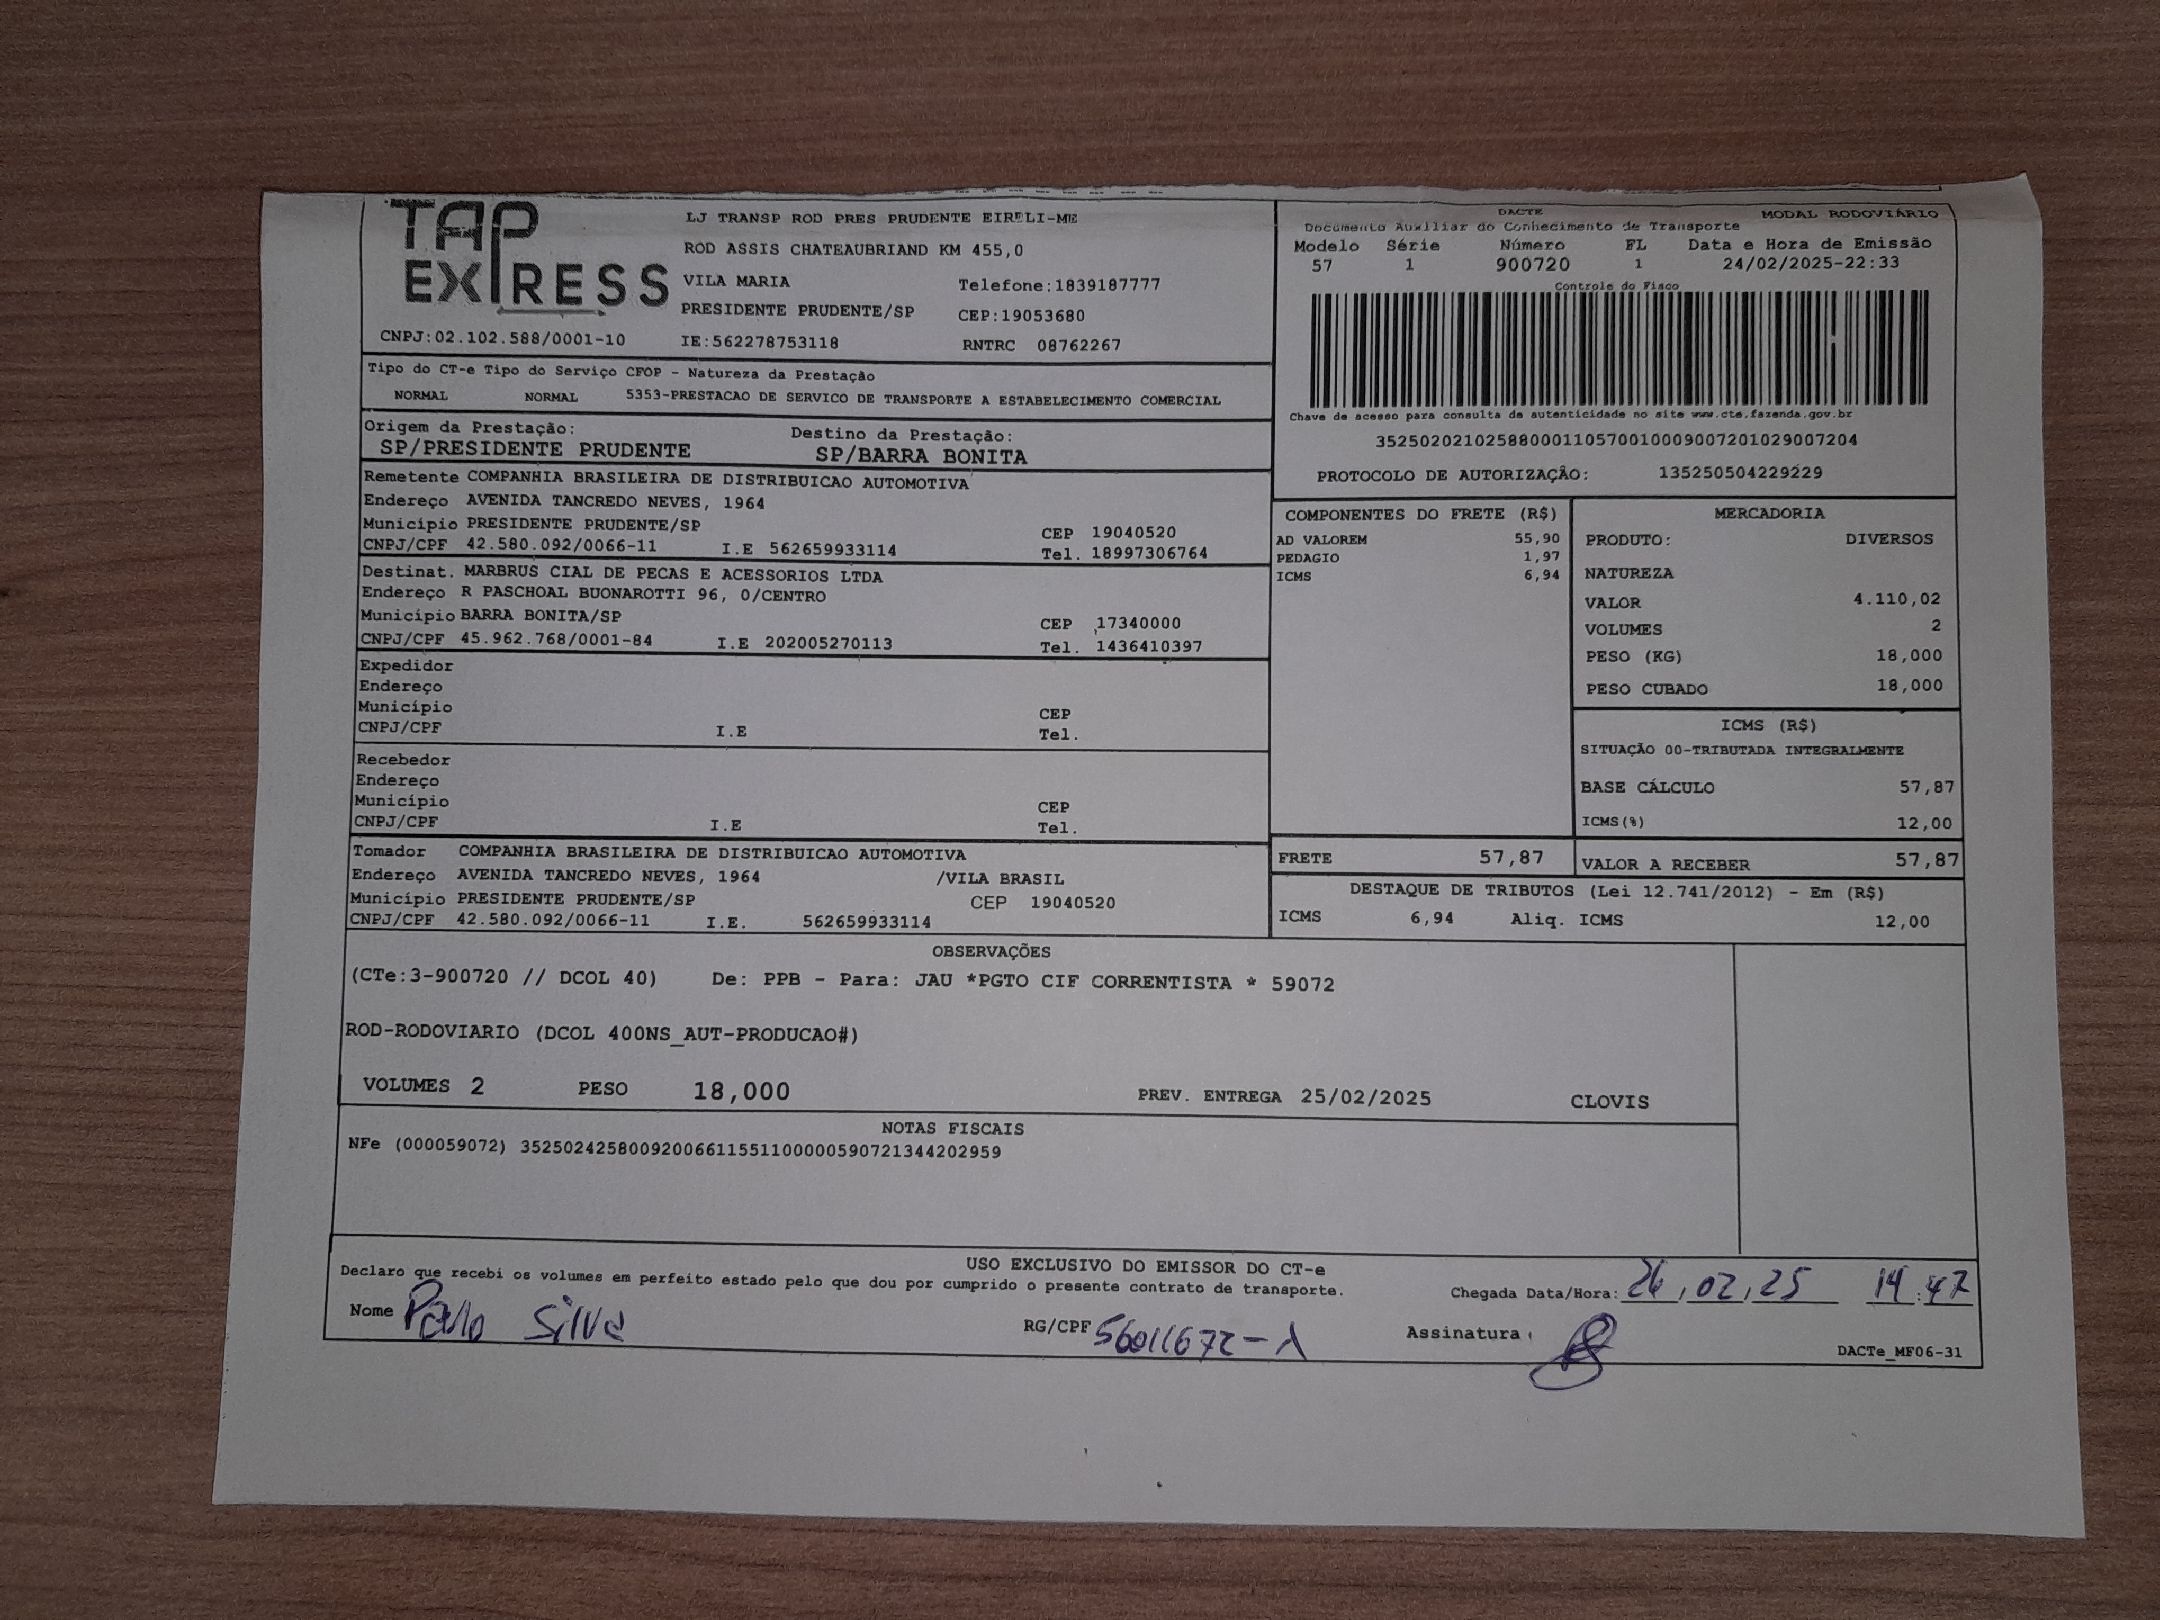 TAP EXPRESS
LJ TRANSP ROD PRES PRUDENTE EIRELI-ME
ROD ASSIS CHATEAUBRIAND KM 455,0
VILA MARIA Telefone:1839187777
PRESIDENTE PRUDENTE/SP CEP:19053680
CNPJ:02.102.588/0001-10 IE:562278753118 RNTRC 08762267
DACTE MODAL RODOVIÁRIO
Documento Auxiliar do Conhecimento de Transporte
Modelo Série Número FL Data e Hora de Emissão
57 1 900720 1 24/02/2025-22:33
Controle do Fisco
Chave de acesso para consulta de autenticidade no site www.cte.fazenda.gov.br
35250202102588000110570010009007201029007204
PROTOCOLO DE AUTORIZAÇÂO: 135250504229229
Tipo do CT-e Tipo do Serviço CFOP - Natureza da Prestação
NORMAL NORMAL 5353-PRESTACAO DE SERVICO DE TRANSPORTE A ESTABELECIMENTO COMERCIAL
Origem da Prestação: Destino da Prestação:
SP/PRESIDENTE PRUDENTE SP/BARRA BONITA
Remetente COMPANHIA BRASILEIRA DE DISTRIBUICAO AUTOMOTIVA
Endereço AVENIDA TANCREDO NEVES, 1964
Município PRESIDENTE PRUDENTE/SP CEP 19040520
CNPJ/CPF 42.580.092/0066-11 I.E 562659933114 Tel. 18997306764
Destinat. MARBRUS CIAL DE PECAS E ACESSORIOS LTDA
Endereço R PASCHOAL BUONAROTTI 96, 0/CENTRO
Município BARRA BONITA/SP CEP 17340000
CNPJ/CPF 45.962.768/0001-84 I.E 202005270113 Tel. 1436410397
Expedidor
Endereço
Município CEP
CNPJ/CPF I.E Tel.
Recebedor
Endereço
Município CEP
CNPJ/CPF I.E Tel.
Tomador COMPANHIA BRASILEIRA DE DISTRIBUICAO AUTOMOTIVA
Endereço AVENIDA TANCREDO NEVES, 1964 /VILA BRASIL
Município PRESIDENTE PRUDENTE/SP CEP 19040520
CNPJ/CPF 42.580.092/0066-11 I.E. 562659933114
COMPONENTES DO FRETE (R$)
AD VALOREM 55,90
PEDAGIO 1,97
ICMS 6,94
MERCADORIA
PRODUTO: DIVERSOS
NATUREZA
VALOR 4.110,02
VOLUMES 2
PESO (KG) 18,000
PESO CUBADO 18,000
ICMS (R$)
SITUAÇÃO 00-TRIBUTADA INTEGRALMENTE
BASE CÁLCULO 57,87
ICMS(%) 12,00
FRETE 57,87 VALOR A RECEBER 57,87
DESTAQUE DE TRIBUTOS (Lei 12.741/2012) - Em (R$)
ICMS 6,94 Aliq. ICMS 12,00
OBSERVAÇÕES
(CTe:3-900720 // DCOL 40) De: PPB - Para: JAU *PGTO CIF CORRENTISTA * 59072
ROD-RODOVIARIO (DCOL 400NS_AUT-PRODUCAO#)
VOLUMES 2 PESO 18,000 PREV. ENTREGA 25/02/2025 CLOVIS
NOTAS FISCAIS
NFe (000059072) 35250242580092006611551100000590721344202959
USO EXCLUSIVO DO EMISSOR DO CT-e
Declaro que recebi os volumes em perfeito estado pelo que dou por cumprido o presente contrato de transporte.
Chegada Data/Hora: 26,02,25 14:47
Nome Paulo Silva RG/CPF 56011672-1 Assinatura
DACTe_MF06-31